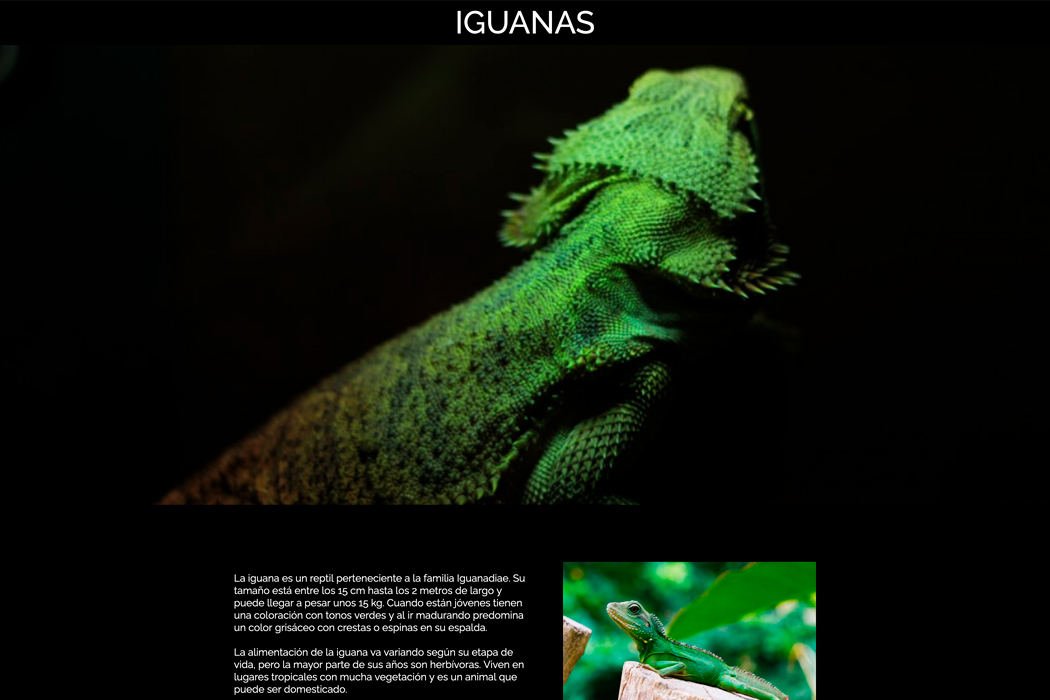 IGUANAS
La iguana es un reptil perteneciente a la familia Iguanadiae. Su
tamaño está entre los 15 cm hasta los 2 metros de largo y
puede llegar a pesar unos 15 kg. Cuando están jóvenes tienen
una coloración con tonos verdes y al ir madurando predomina
un color grisáceo con crestas o espinas en su espalda.
La alimentación de la iguana va variando según su etapa de
vida, pero la mayor parte de sus años son herbívoras. Viven en
lugares tropicales con mucha vegetación y es un animal que
puede ser domesticado.